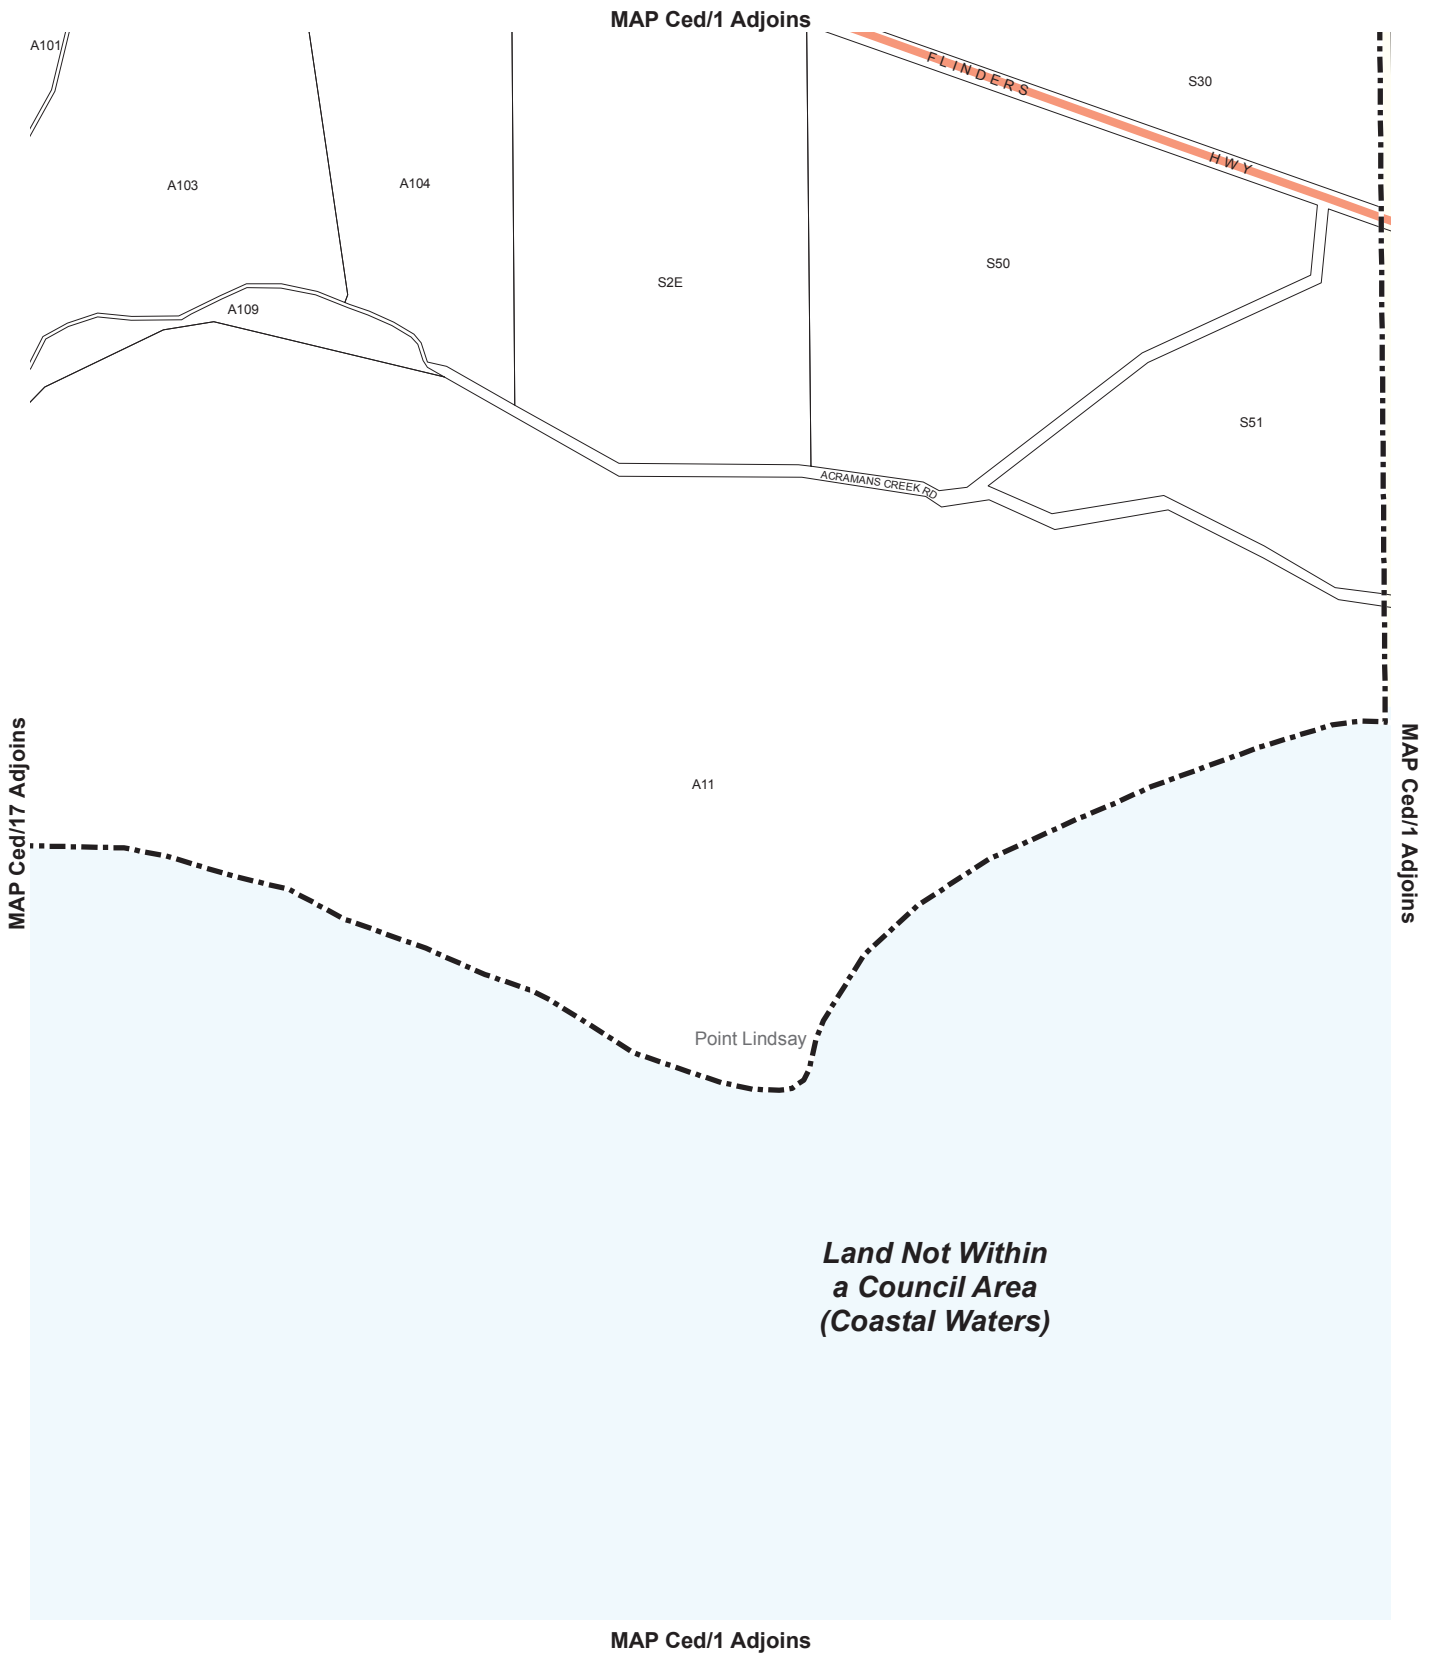 MAP Ced/1 Adjoins
A101
FLINDERS HWY
S30
A103
A104
S2E
S50
A109
S51
ACRAMANS CREEK RD
MAP Ced/17 Adjoins
MAP Ced/1 Adjoins
A11
Point Lindsay
Land Not Within
a Council Area
(Coastal Waters)
MAP Ced/1 Adjoins